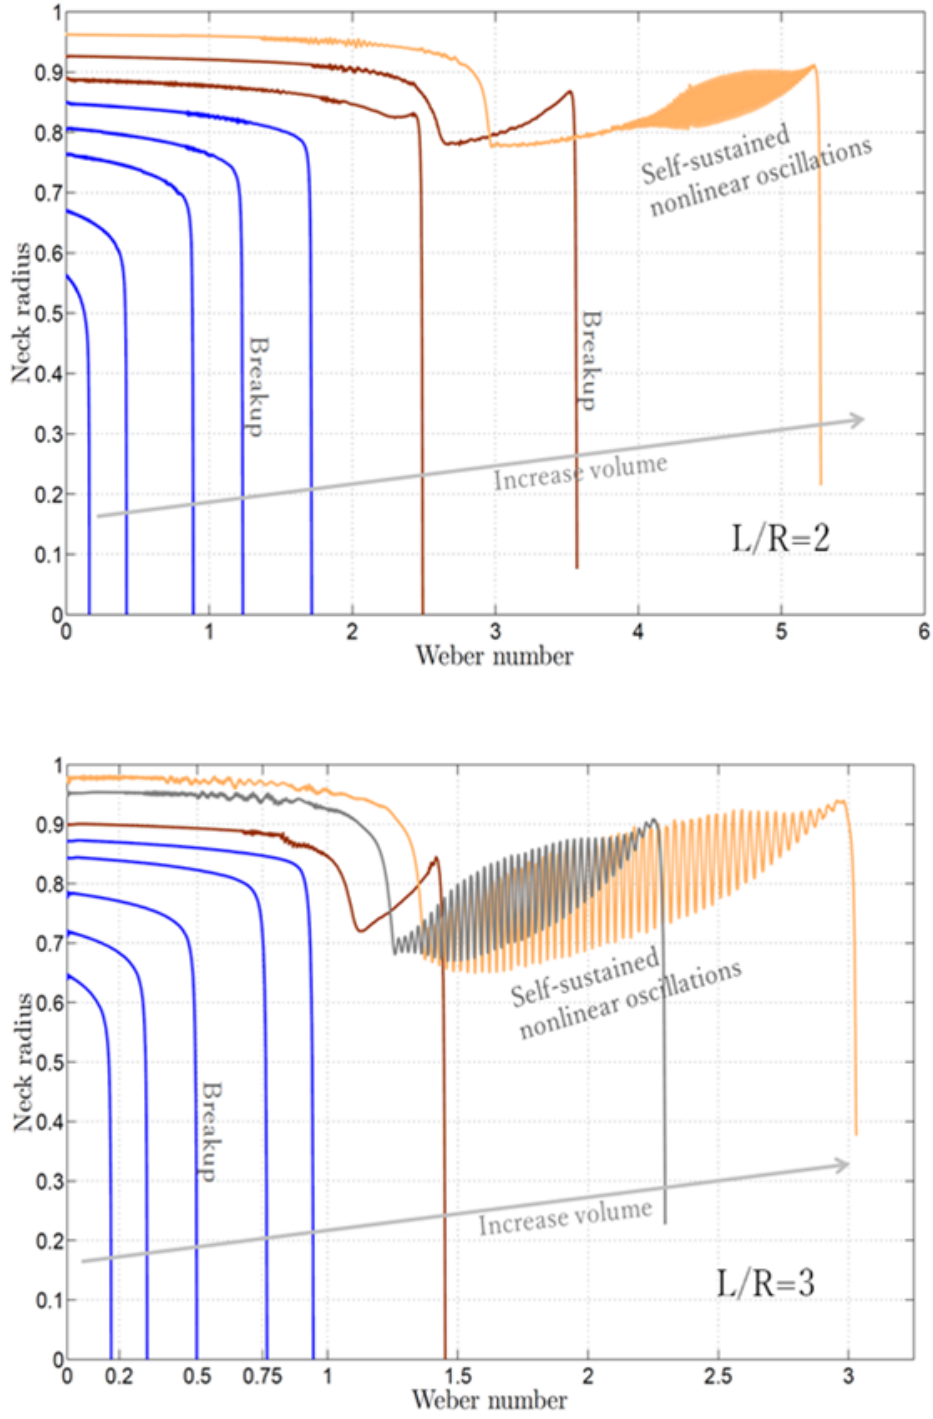 1
0.9
0.8
0.7
0.6
0.5
0.4
0.3
0.2
0.1
0
Neck radius
Self-sustained
nonlinear oscillations
Breakup
Breakup
Increase volume
L/R=2
0 1 2 3 4 5 6
Weber number
1
0.9
0.8
0.7
0.6
0.5
0.4
0.3
0.2
0.1
0
Neck radius
Self-sustained
nonlinear oscillations
Breakup
Increase volume
L/R=3
0 0.2 0.5 0.75 1 1.5 2 2.5 3
Weber number